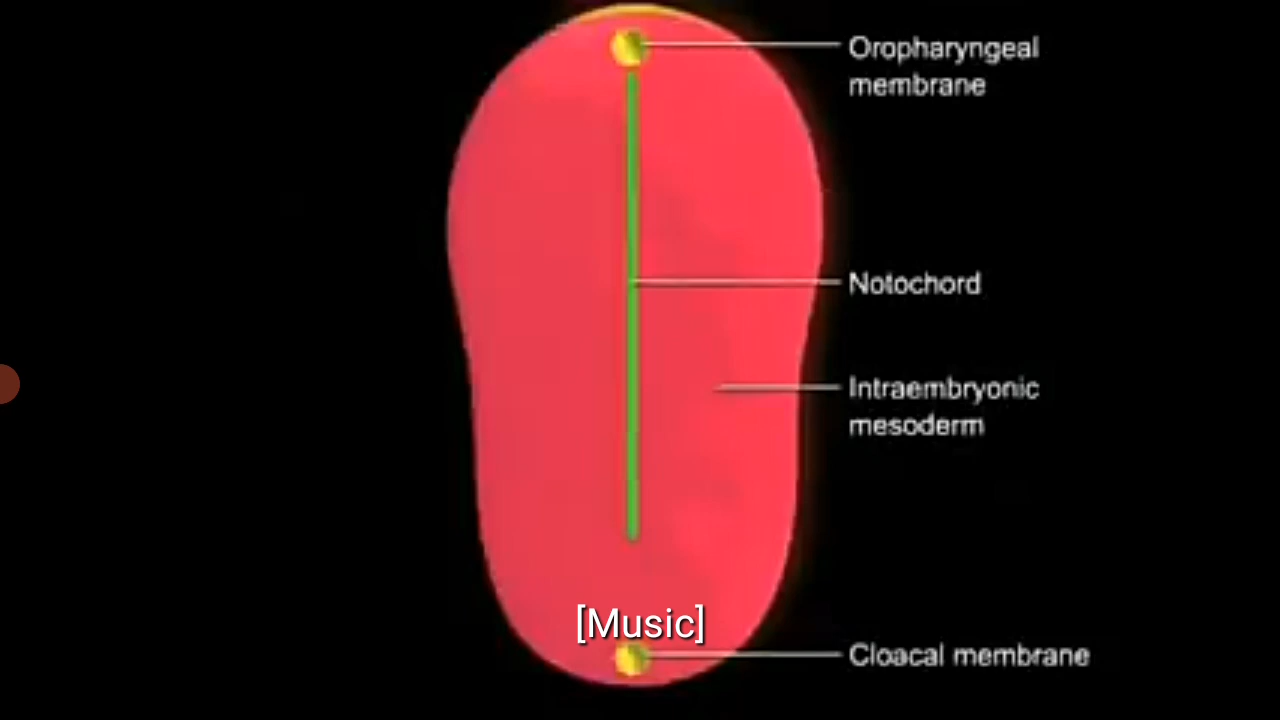 Oropharyngeal
membrane
Notochord
Intraembryonic
mesoderm
[Music]
Cloacal membrane